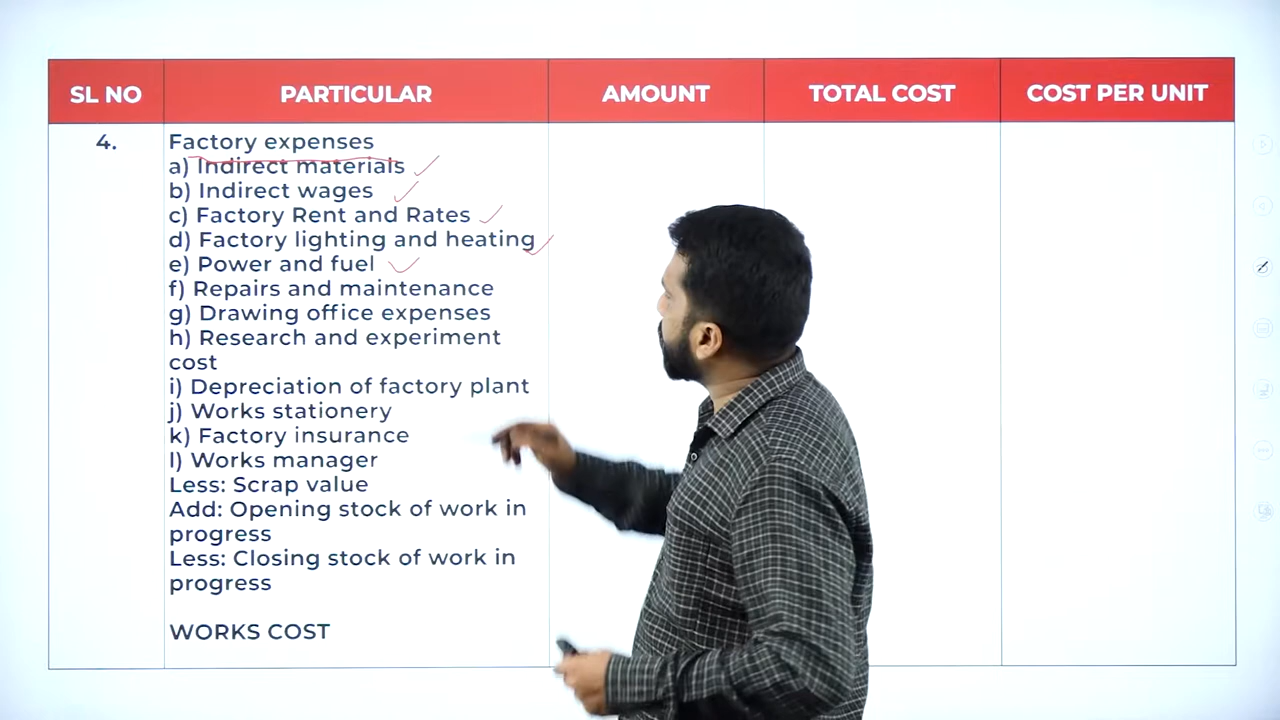 SL NO PARTICULAR AMOUNT TOTAL COST COST PER UNIT
4. Factory expenses
a) Indirect materials
b) Indirect wages
c) Factory Rent and Rates
d) Factory lighting and heating
e) Power and fuel
f) Repairs and maintenance
g) Drawing office expenses
h) Research and experiment
cost
i) Depreciation of factory plant
j) Works stationery
k) Factory insurance
l) Works manager
Less: Scrap value
Add: Opening stock of work in
progress
Less: Closing stock of work in
progress
WORKS COST